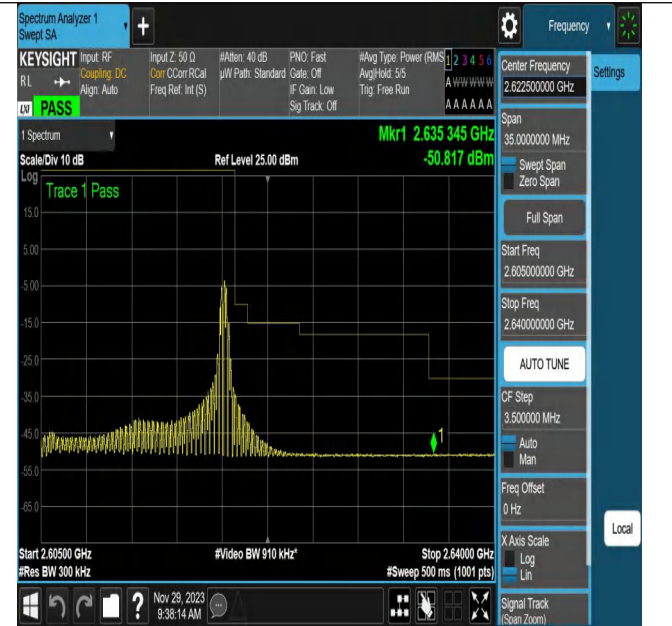 Spectrum Analyzer 1
Swept SA
+
Frequency
KEYSIGHT
RL
LXI
PASS
Input: RF
Coupling: DC
Align: Auto
Input Z: 50 Ω
Corr CCorr RCal
Freq Ref: Int (S)
#Atten: 40 dB
µW Path: Standard
PNO: Fast
Gate: Off
IF Gain: Low
Sig Track: Off
#Avg Type: Power (RMS
Avg|Hold: 5/5
Trig: Free Run
1 2 3 4 5 6
A W W W W W
A A A A A A
Center Frequency
2.622500000 GHz
Settings
Span
35.0000000 MHz
Swept Span
Zero Span
Full Span
Start Freq
2.605000000 GHz
Stop Freq
2.640000000 GHz
AUTO TUNE
CF Step
3.500000 MHz
Auto
Man
Freq Offset
0 Hz
X Axis Scale
Log
Lin
Local
Signal Track
(Span Zoom)
1 Spectrum
Mkr1 2.635 345 GHz
Scale/Div 10 dB
Ref Level 25.00 dBm
-50.817 dBm
Log
Trace 1 Pass
15.0
5.00
-5.00
-15.0
-25.0
-35.0
-45.0
1
-55.0
-65.0
Start 2.60500 GHz
#Video BW 910 kHz*
Stop 2.64000 GHz
#Res BW 300 kHz
#Sweep 500 ms (1001 pts)
?
Nov 29, 2023
9:38:14 AM